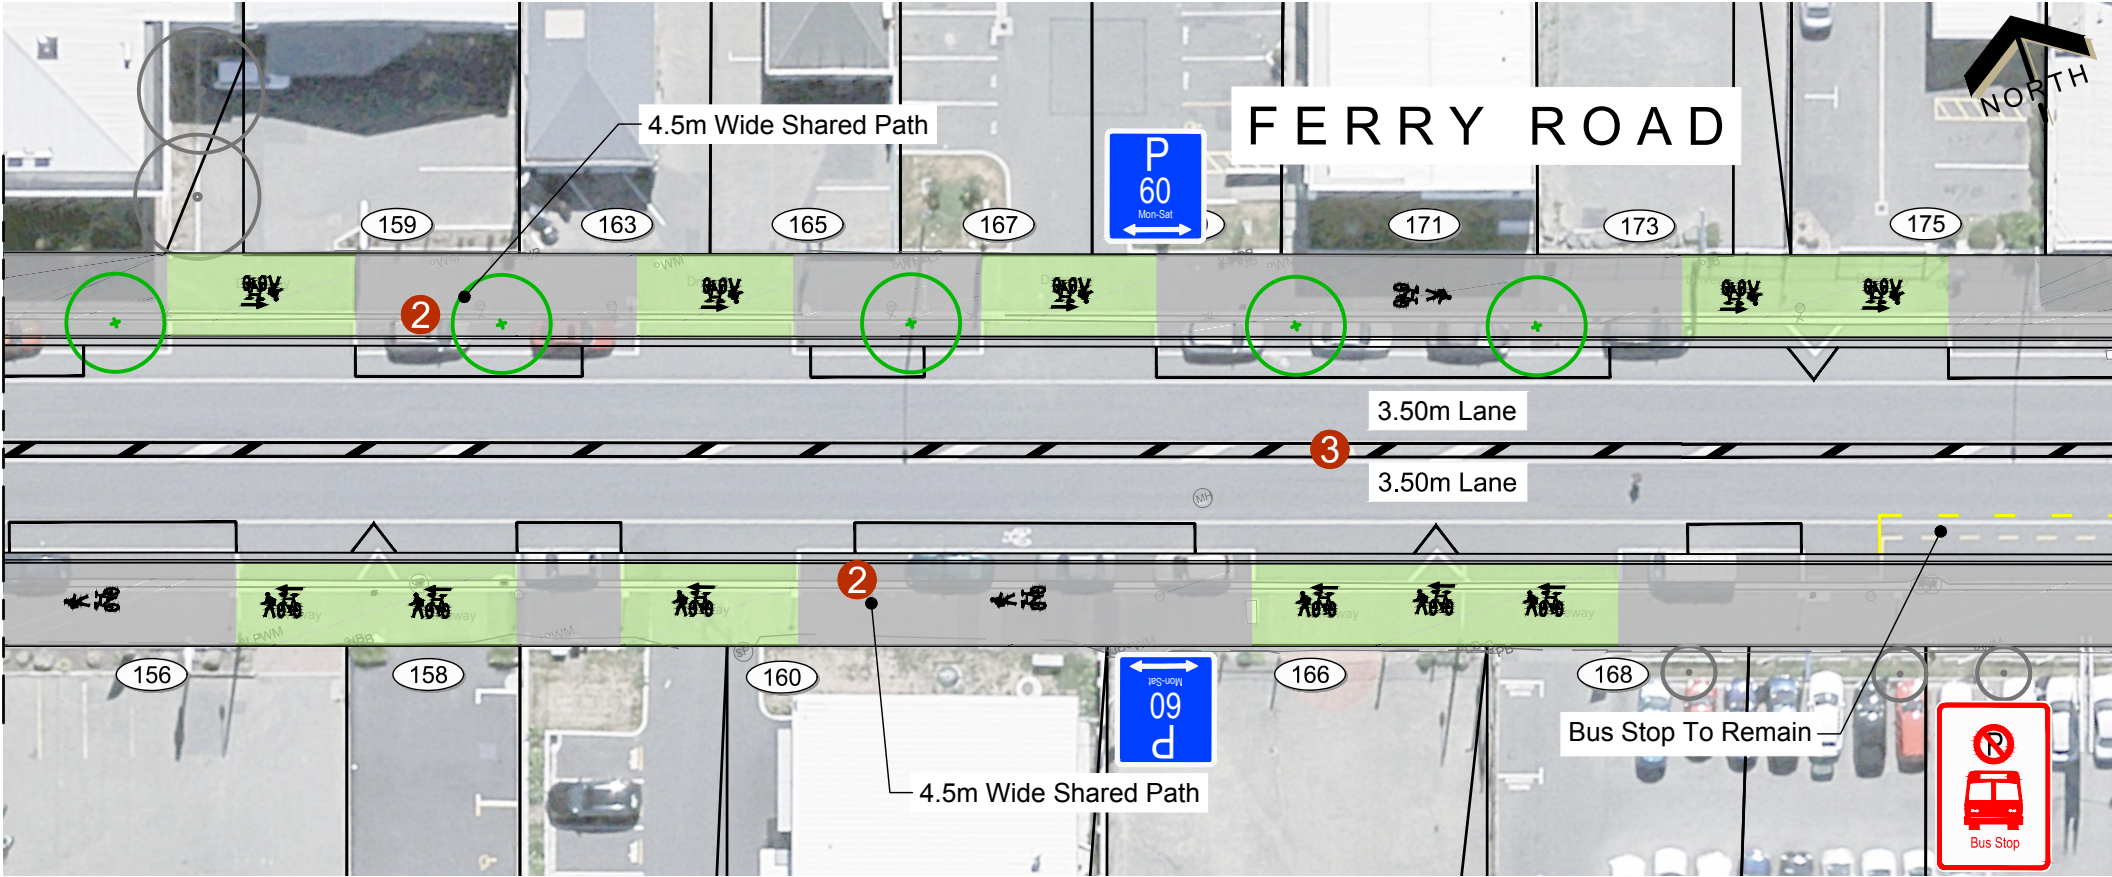 NORTH
FERRY ROAD
4.5m Wide Shared Path
P
60
Mon-Sat
159
163
165
167
171
173
175
2
3.50m Lane
3
3.50m Lane
MH
2
156
158
160
166
168
SP
Mon-Sat
60
P
Bus Stop To Remain
4.5m Wide Shared Path
P
Bus Stop